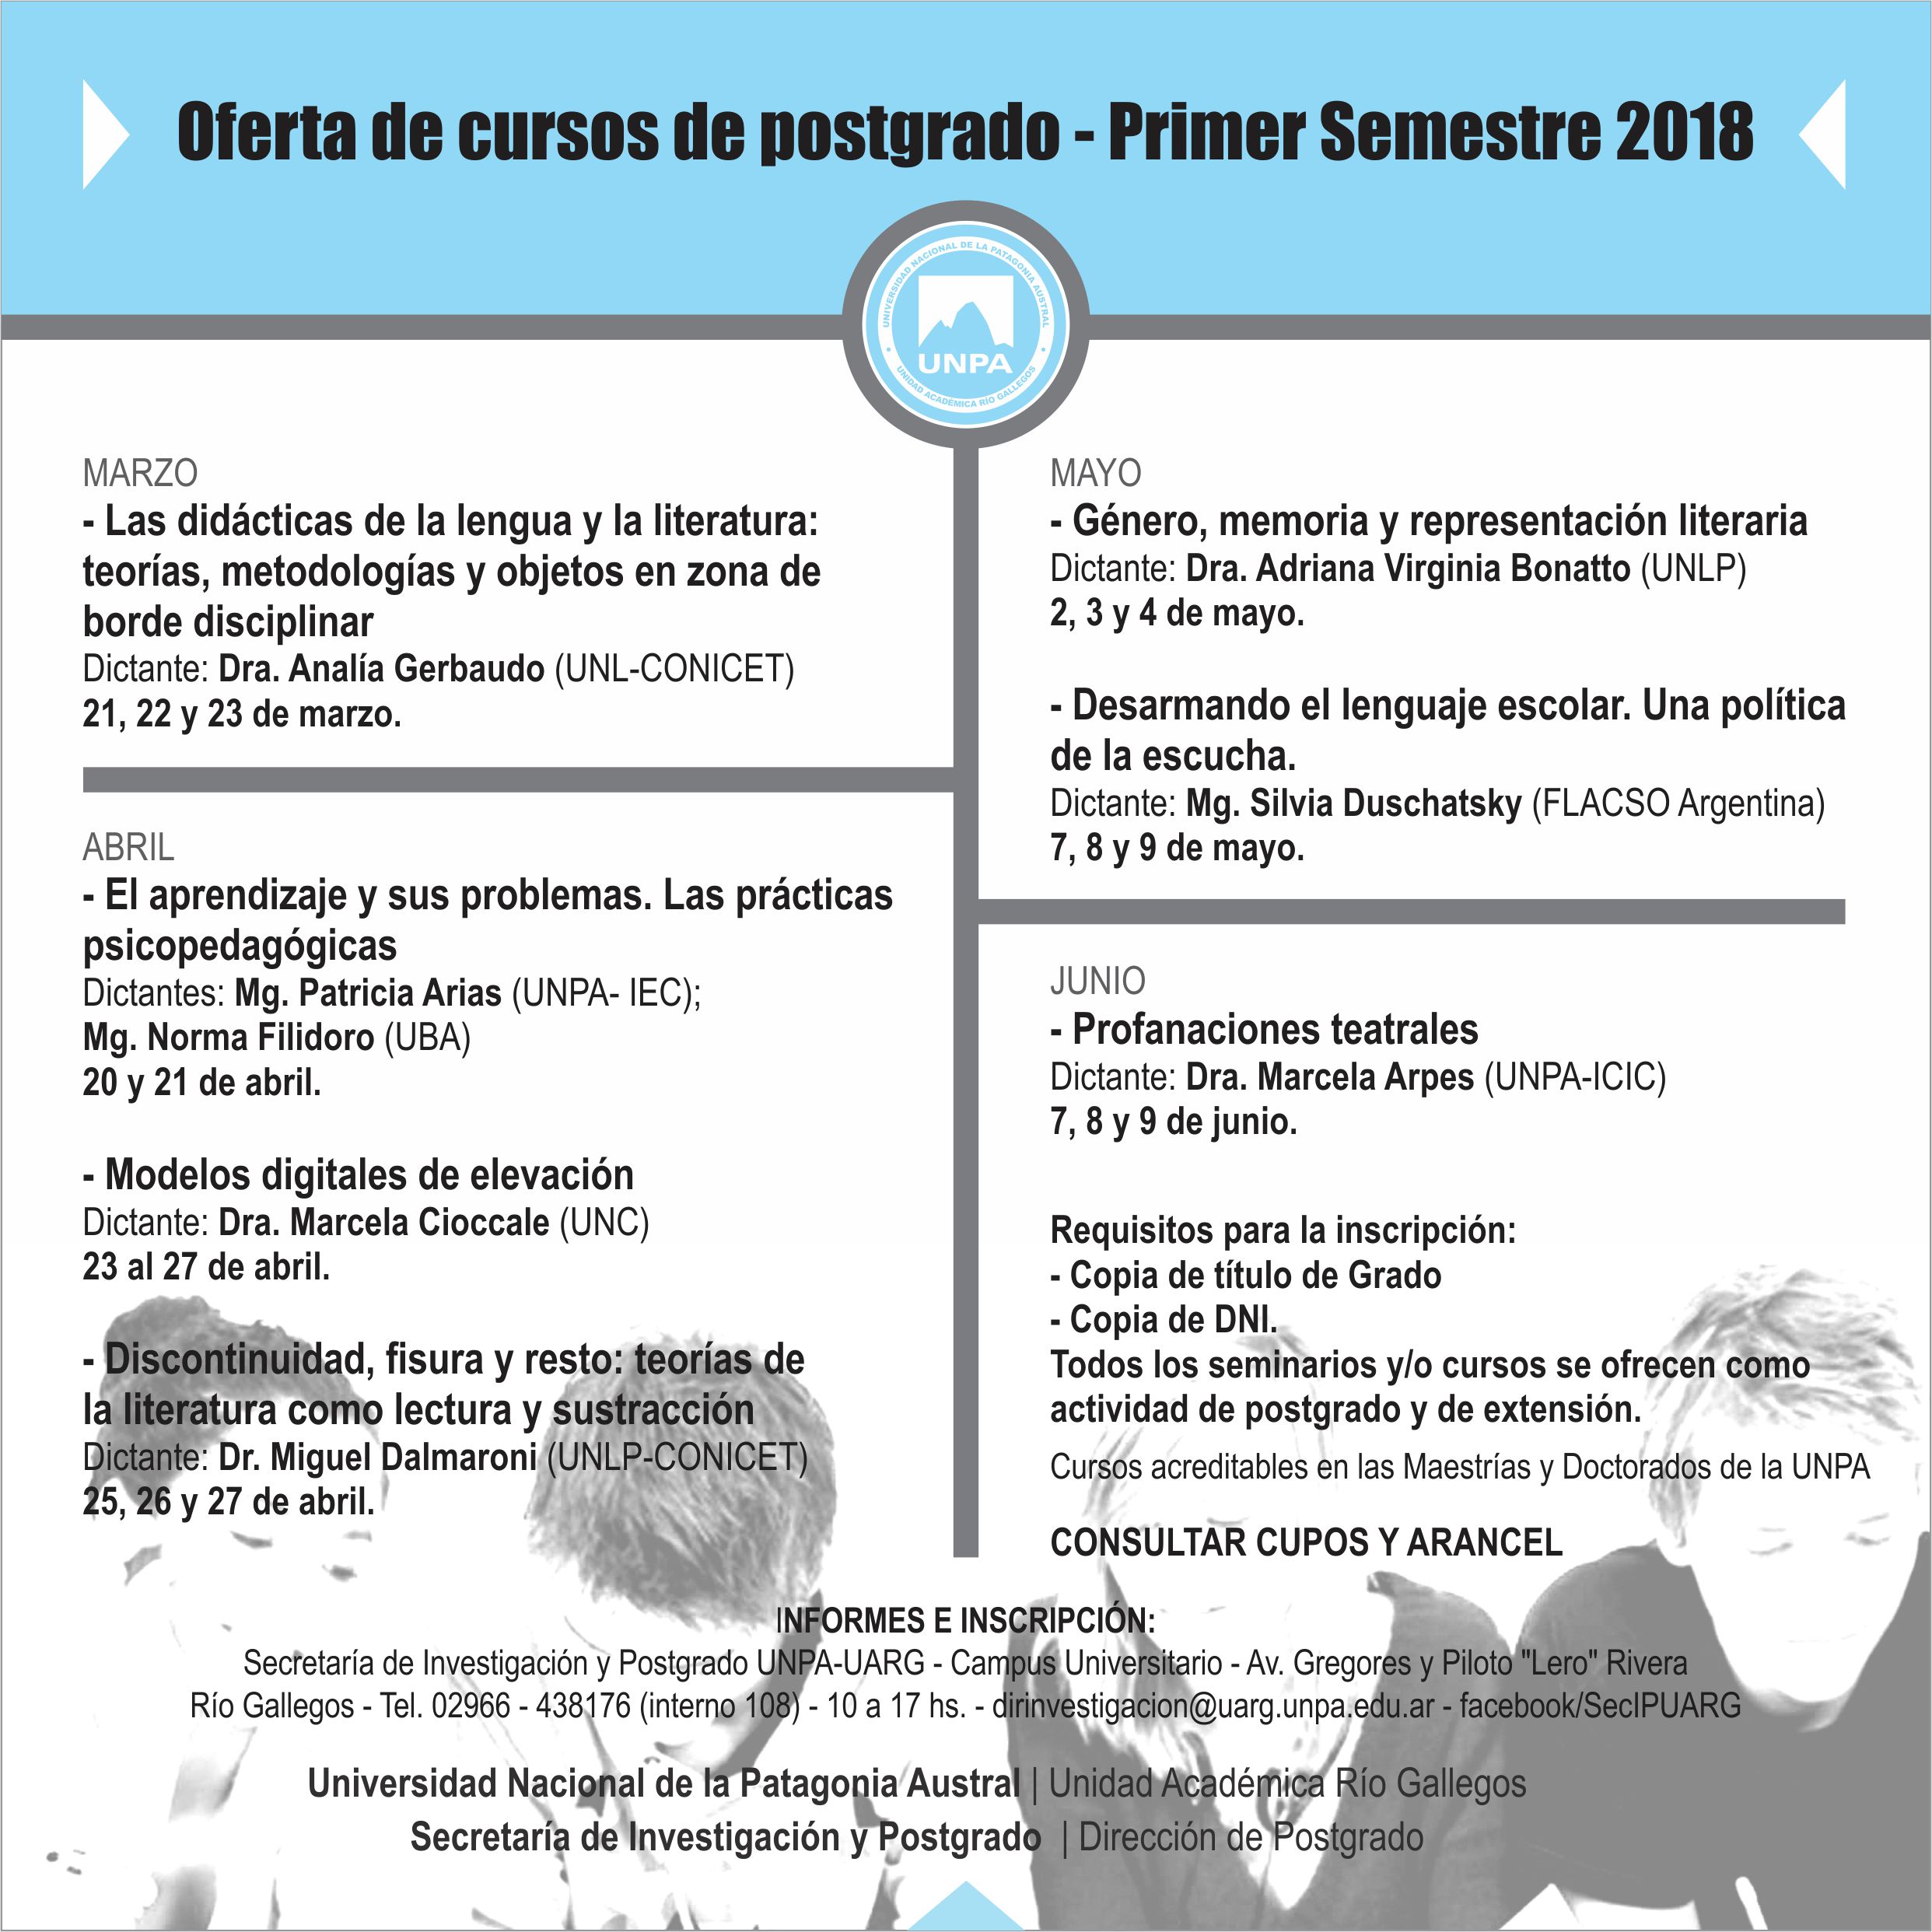 Oferta de cursos de postgrado - Primer Semestre 2018
UNIVERSIDAD NACIONAL DE LA PATAGONIA AUSTRAL
UNPA
UNIDAD ACADÉMICA RÍO GALLEGOS
MARZO
- Las didácticas de la lengua y la literatura:
teorías, metodologías y objetos en zona de
borde disciplinar
Dictante: Dra. Analía Gerbaudo (UNL-CONICET)
21, 22 y 23 de marzo.
ABRIL
- El aprendizaje y sus problemas. Las prácticas
psicopedagógicas
Dictantes: Mg. Patricia Arias (UNPA- IEC);
Mg. Norma Filidoro (UBA)
20 y 21 de abril.
- Modelos digitales de elevación
Dictante: Dra. Marcela Cioccale (UNC)
23 al 27 de abril.
- Discontinuidad, fisura y resto: teorías de
la literatura como lectura y sustracción
Dictante: Dr. Miguel Dalmaroni (UNLP-CONICET)
25, 26 y 27 de abril.
MAYO
- Género, memoria y representación literaria
Dictante: Dra. Adriana Virginia Bonatto (UNLP)
2, 3 y 4 de mayo.
- Desarmando el lenguaje escolar. Una política
de la escucha.
Dictante: Mg. Silvia Duschatsky (FLACSO Argentina)
7, 8 y 9 de mayo.
JUNIO
- Profanaciones teatrales
Dictante: Dra. Marcela Arpes (UNPA-ICIC)
7, 8 y 9 de junio.
Requisitos para la inscripción:
- Copia de título de Grado
- Copia de DNI.
Todos los seminarios y/o cursos se ofrecen como
actividad de postgrado y de extensión.
Cursos acreditables en las Maestrías y Doctorados de la UNPA
CONSULTAR CUPOS Y ARANCEL
INFORMES E INSCRIPCIÓN:
Secretaría de Investigación y Postgrado UNPA-UARG - Campus Universitario - Av. Gregores y Piloto "Lero" Rivera
Río Gallegos - Tel. 02966 - 438176 (interno 108) - 10 a 17 hs. - dirinvestigacion@uarg.unpa.edu.ar - facebook/SecIPUARG
Universidad Nacional de la Patagonia Austral | Unidad Académica Río Gallegos
Secretaría de Investigación y Postgrado | Dirección de Postgrado